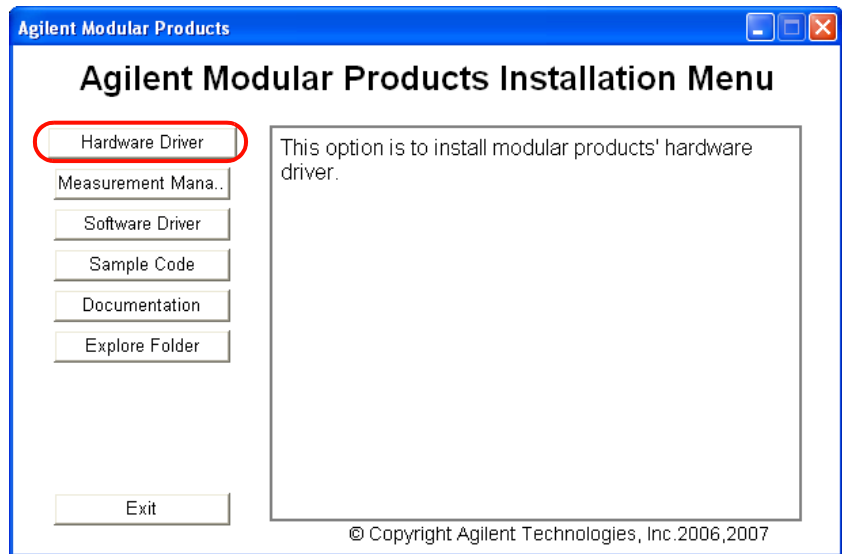 Agilent Modular Products
Agilent Modular Products Installation Menu
Hardware Driver
Measurement Mana..
Software Driver
Sample Code
Documentation
Explore Folder
Exit
This option is to install modular products' hardware
driver.
© Copyright Agilent Technologies, Inc.2006,2007